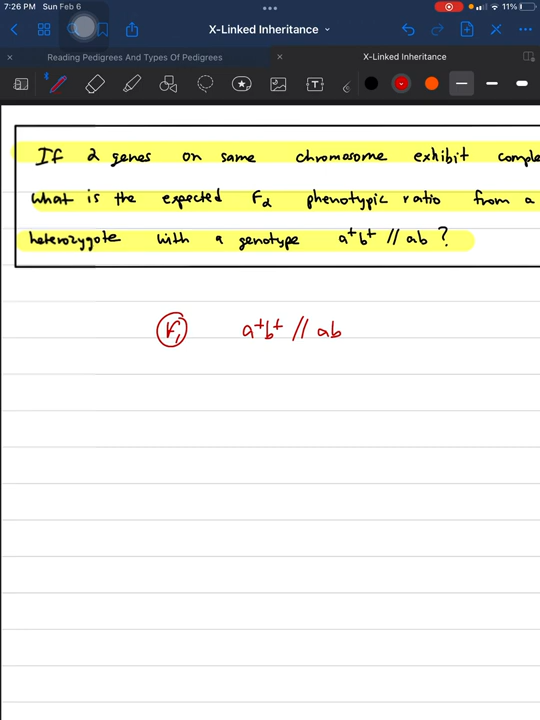 7:26 PM Sun Feb 6
11%
X-Linked Inheritance
Reading Pedigrees And Types Of Pedigrees
X-Linked Inheritance
If 2 genes on same chromosome exhibit comple
what is the expected F2 phenotypic ratio from a
heterozygote with a genotype a+b+ // ab ?
F1 a+b+ // ab